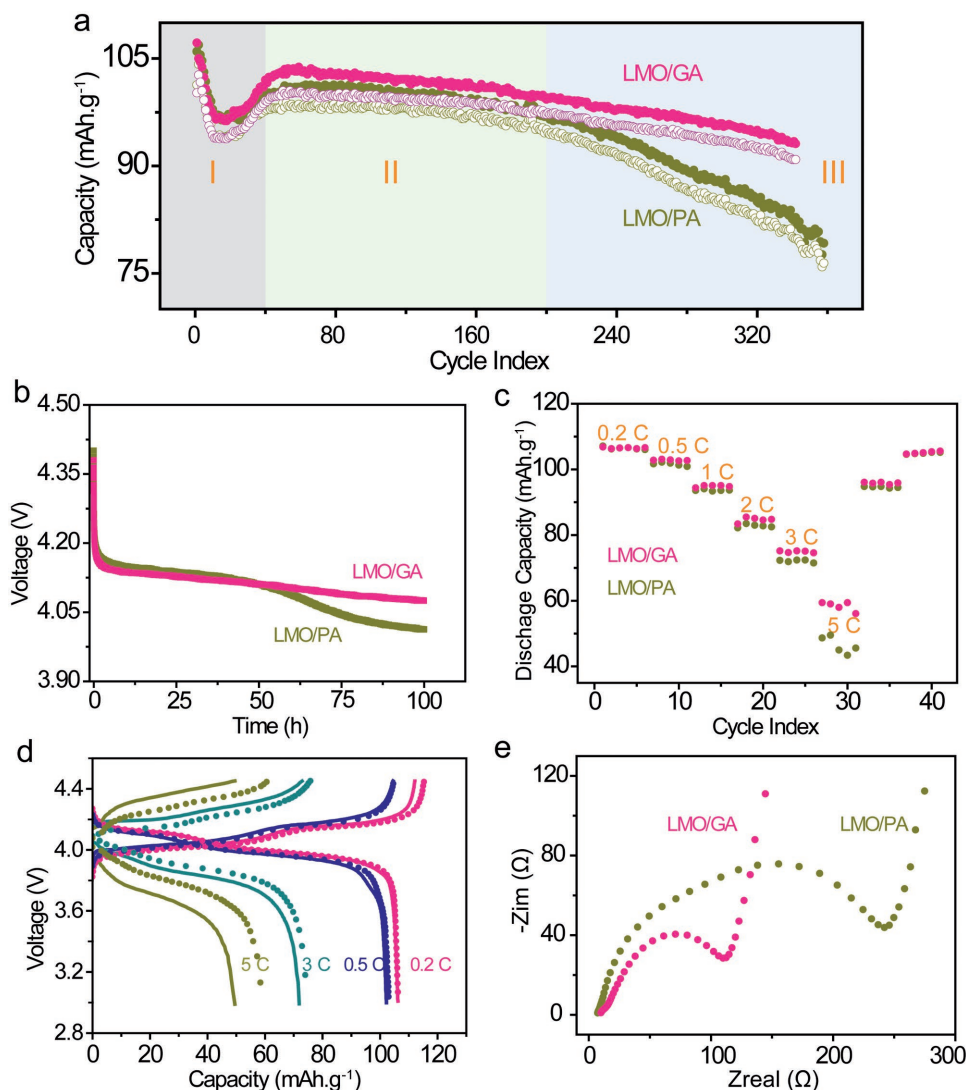 a
105
90
75
Capacity (mAh.g⁻¹)
LMO/GA
LMO/PA
I
II
III
0 80 160 240 320
Cycle Index
b
4.50
4.35
4.20
4.05
3.90
Voltage (V)
LMO/GA
LMO/PA
0 25 50 75 100
Time (h)
c
120
100
80
60
40
Dischage Capacity (mAh.g⁻¹)
0.2 C
0.5 C
1 C
2 C
3 C
5 C
LMO/GA
LMO/PA
0 10 20 30 40
Cycle Index
d
4.4
4.0
3.6
3.2
2.8
Voltage (V)
5 C
3 C
0.5 C
0.2 C
0 20 40 60 80 100 120
Capacity (mAh.g⁻¹)
e
120
80
40
0
-Zim (Ω)
LMO/GA
LMO/PA
0 100 200 300
Zreal (Ω)